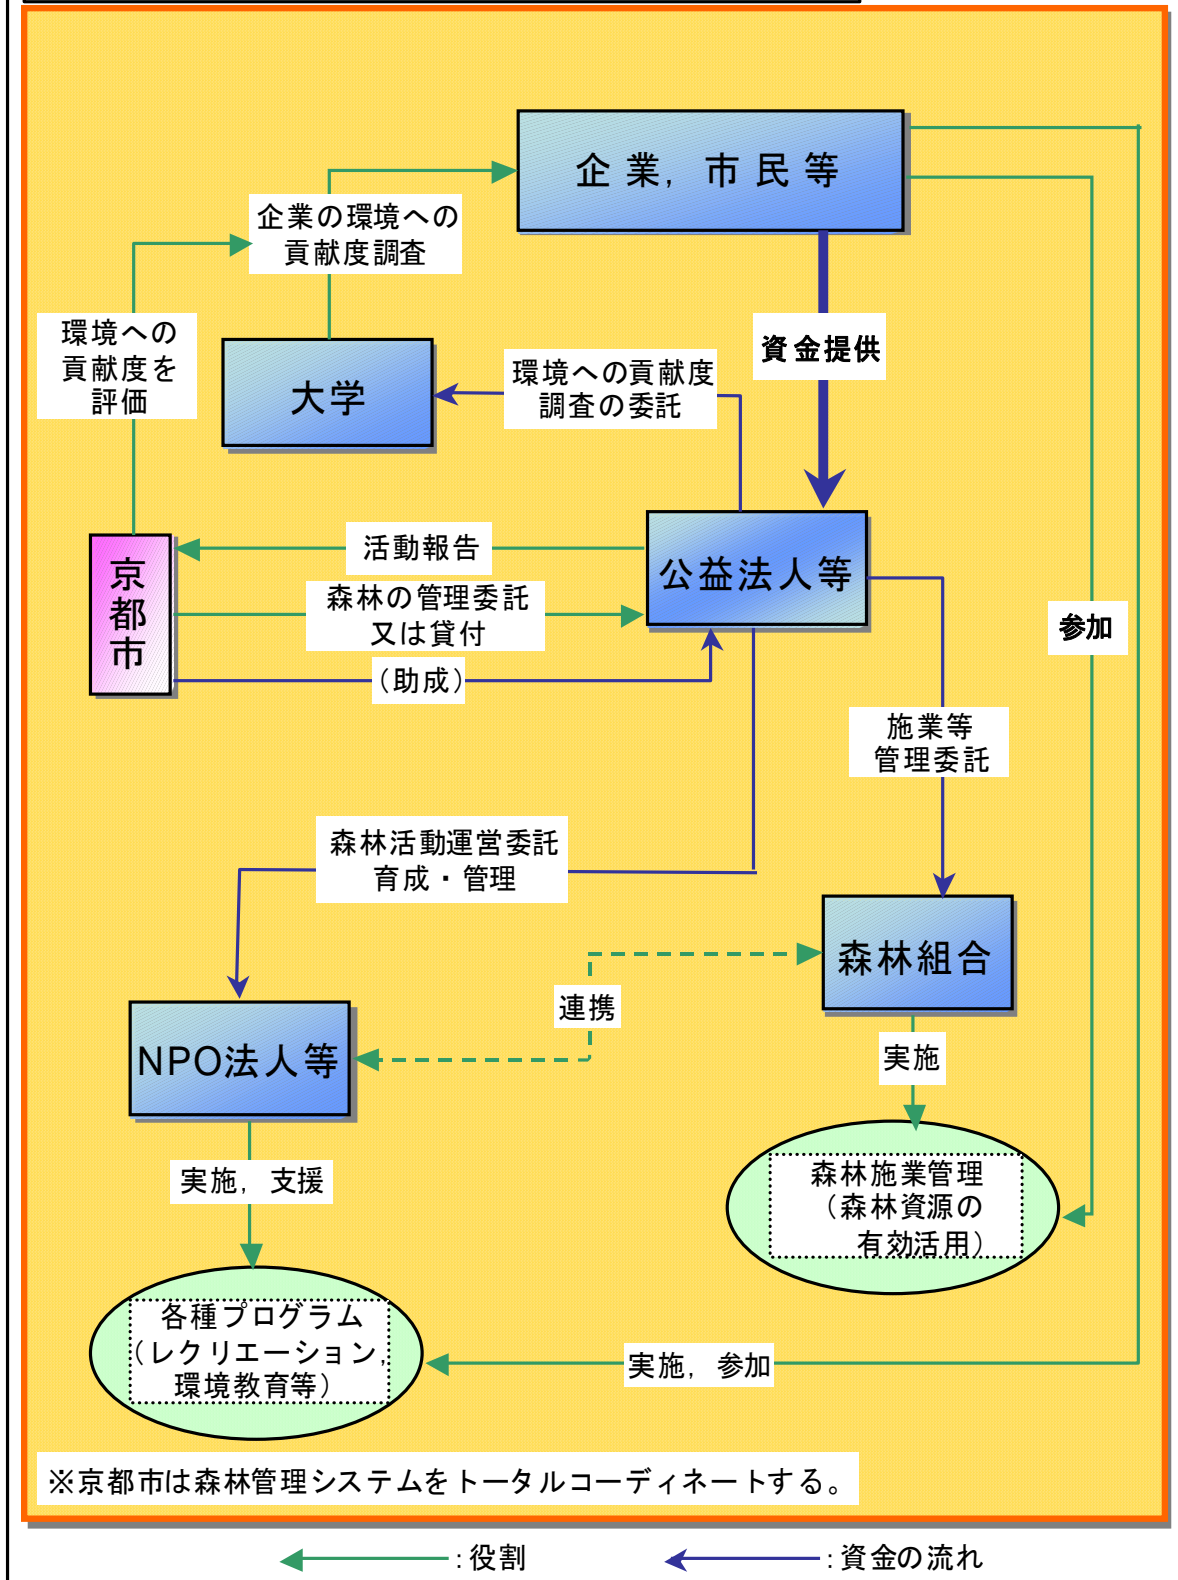 企業，市民等
企業の環境への
貢献度調査
環境への
貢献度を
評価
資金提供
大学
環境への貢献度
調査の委託
京都市
活動報告
公益法人等
森林の管理委託
又は貸付
（助成）
参加
施業等
管理委託
森林活動運営委託
育成・管理
森林組合
連携
NPO法人等
実施
実施，支援
森林施業管理
（森林資源の
有効活用）
各種プログラム
（レクリエーション，
環境教育等）
実施，参加
※京都市は森林管理システムをトータルコーディネートする。
：役割
：資金の流れ